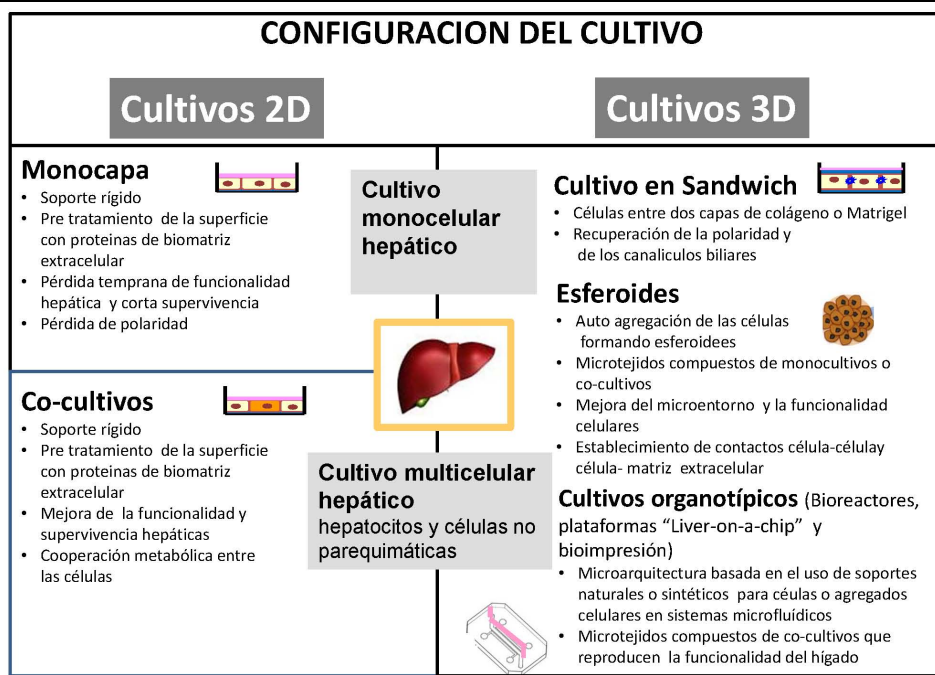 CONFIGURACION DEL CULTIVO
Cultivos 2D
Cultivos 3D
Monocapa
• Soporte rígido
• Pre tratamiento de la superficie
con proteinas de biomatriz
extracelular
• Pérdida temprana de funcionalidad
hepática y corta supervivencia
• Pérdida de polaridad
Co-cultivos
• Soporte rígido
• Pre tratamiento de la superficie
con proteinas de biomatriz
extracelular
• Mejora de la funcionalidad y
supervivencia hepáticas
• Cooperación metabólica entre
las células
Cultivo
monocelular
hepático
Cultivo multicelular
hepático
hepatocitos y células no
parequimáticas
Cultivo en Sandwich
• Células entre dos capas de colágeno o Matrigel
• Recuperación de la polaridad y
de los canaliculos biliares
Esferoides
• Auto agregación de las células
formando esferoidees
• Microtejidos compuestos de monocultivos o
co-cultivos
• Mejora del microentorno y la funcionalidad
celulares
• Establecimiento de contactos célula-célulay
célula- matriz extracelular
Cultivos organotípicos (Bioreactores,
plataformas “Liver-on-a-chip” y
bioimpresión)
• Microarquitectura basada en el uso de soportes
naturales o sintéticos para céulas o agregados
celulares en sistemas microfluídicos
• Microtejidos compuestos de co-cultivos que
reproducen la funcionalidad del hígado